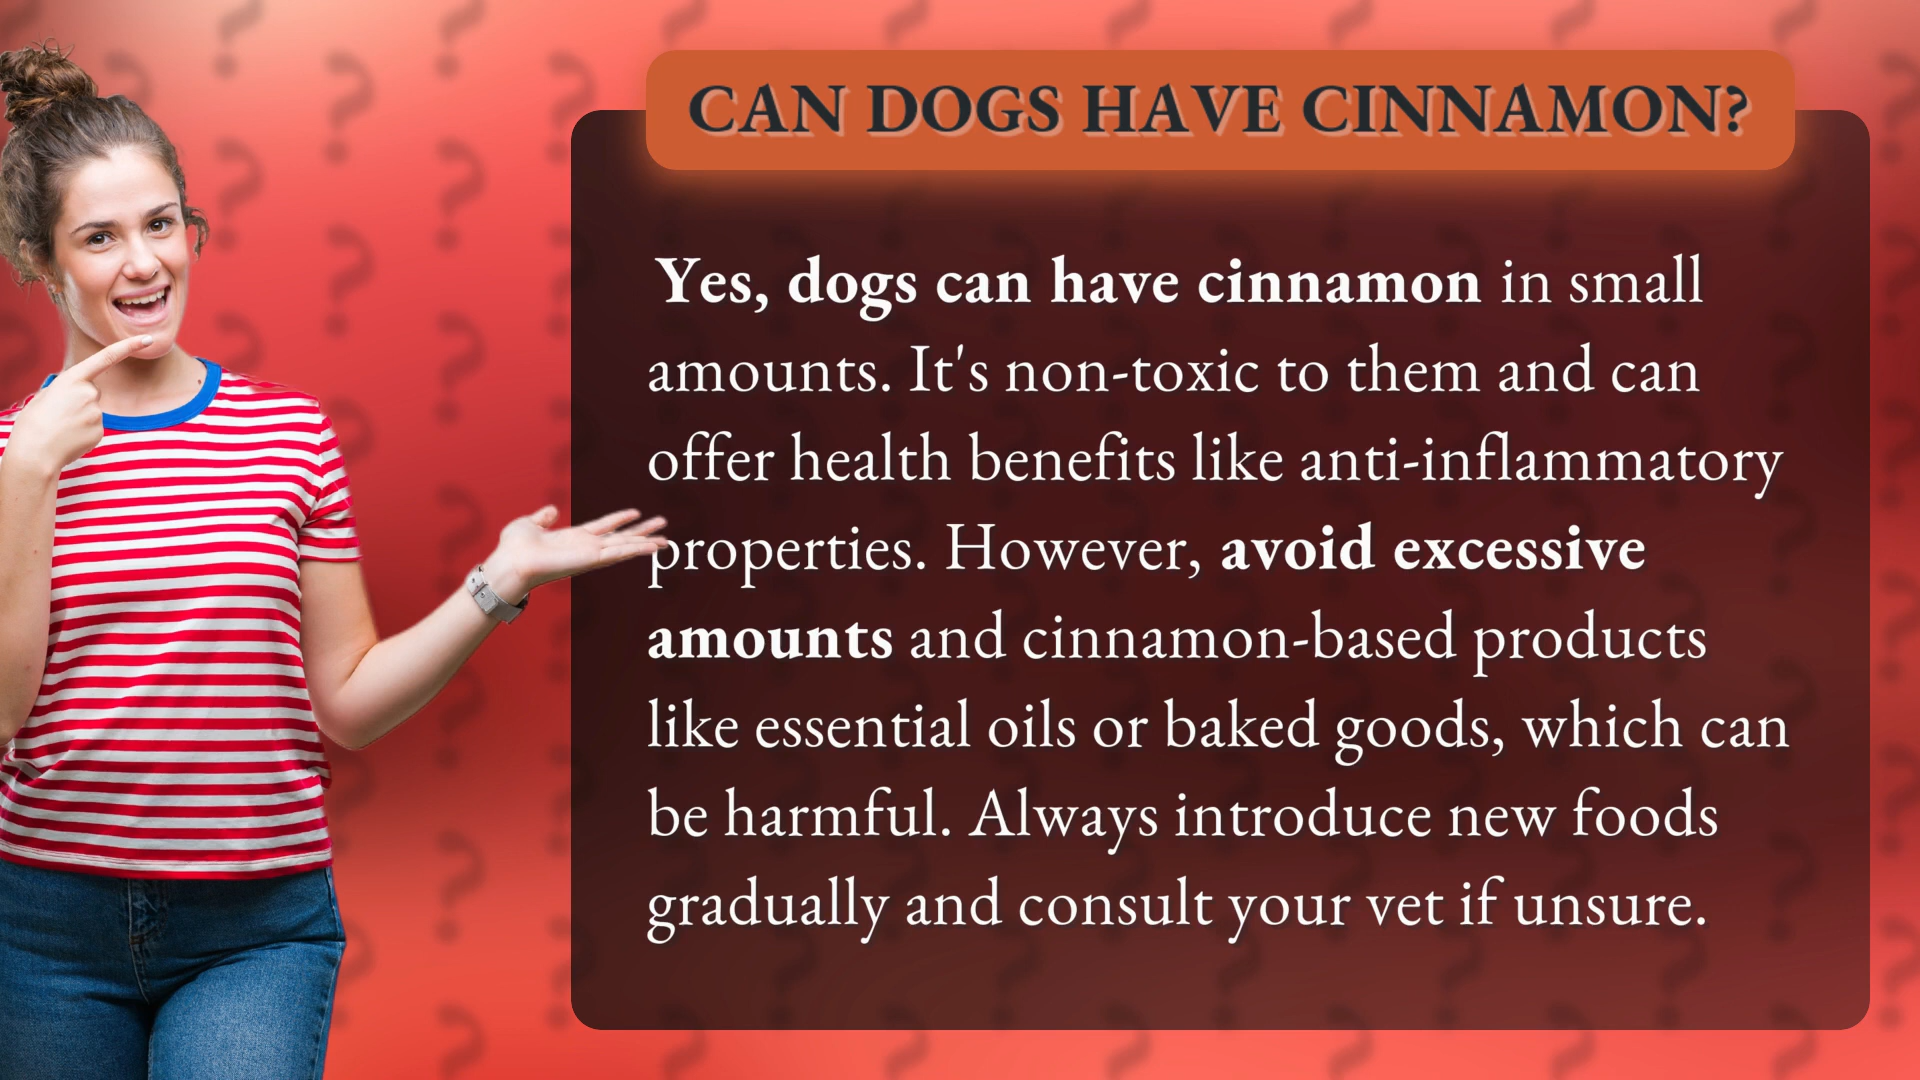 CAN DOGS HAVE CINNAMON?
Yes, dogs can have cinnamon in small
amounts. It's non-toxic to them and can
offer health benefits like anti-inflammatory
properties. However, avoid excessive
amounts and cinnamon-based products
like essential oils or baked goods, which can
be harmful. Always introduce new foods
gradually and consult your vet if unsure.